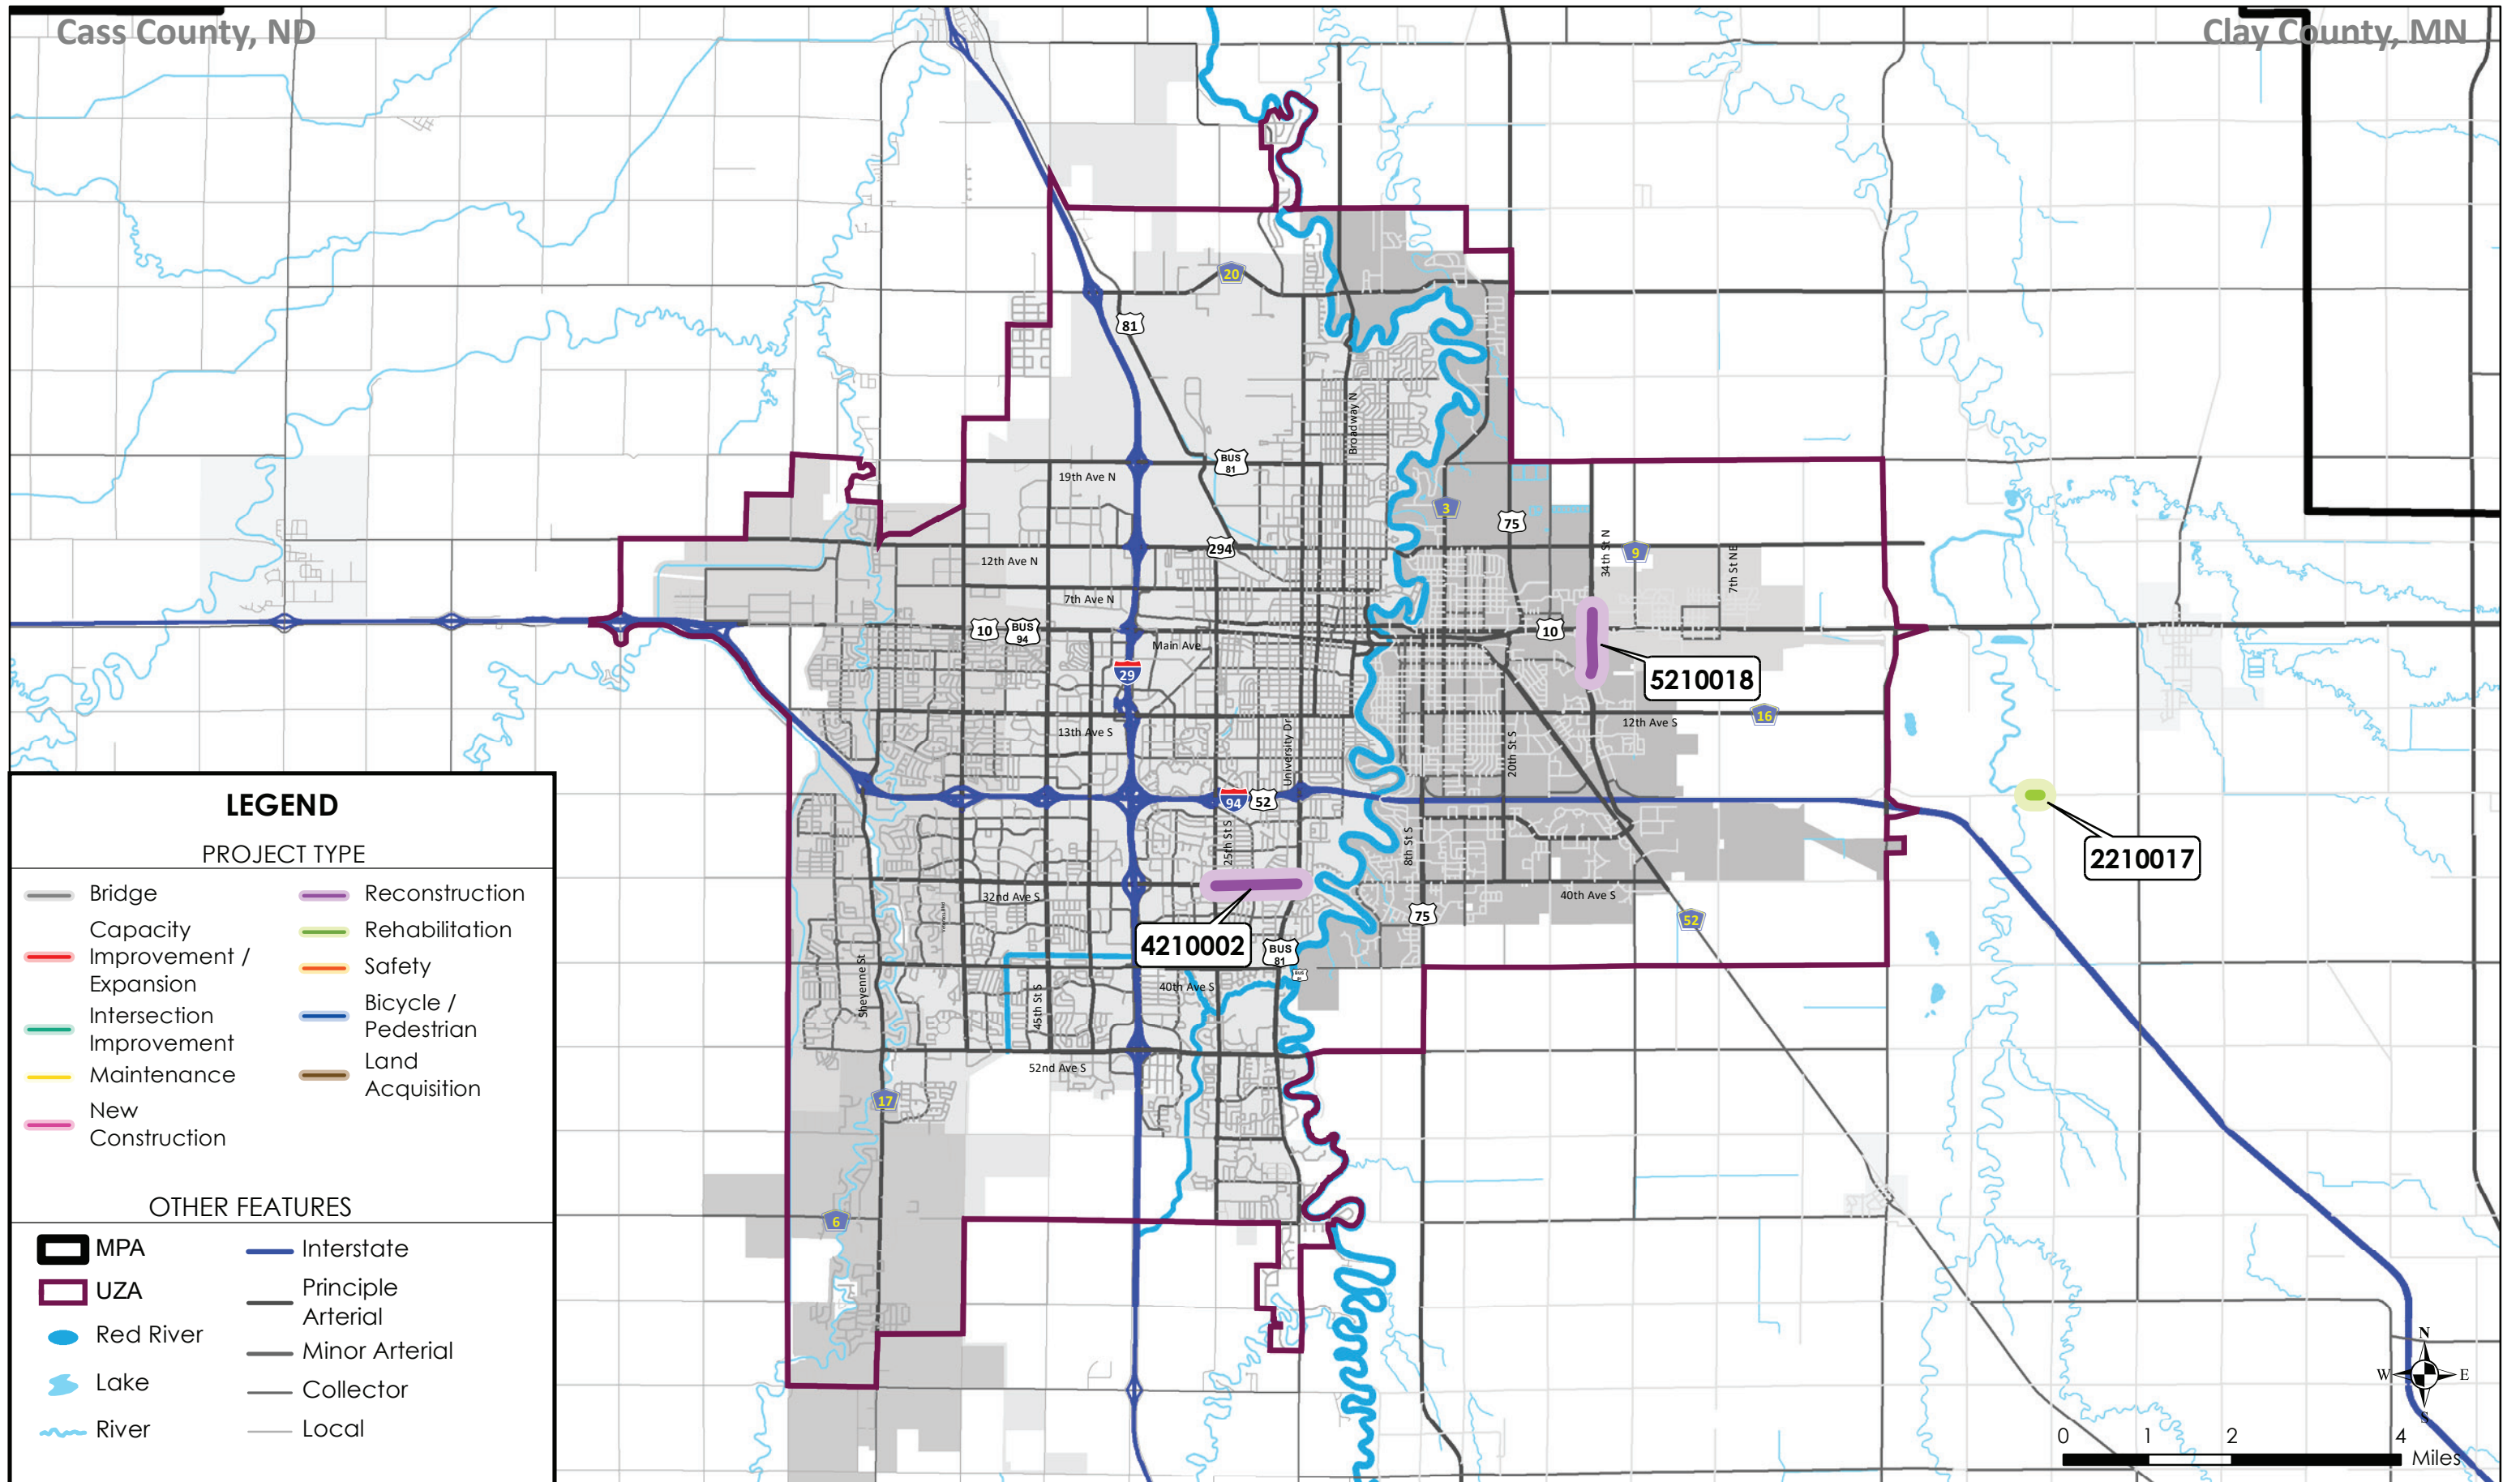 Cass County, ND
Clay County, MN
20
81
Broadway N
BUS
81
19th Ave N
3
75
294
34th St N
9
7th St NE
12th Ave N
7th Ave N
10
BUS
94
10
Main Ave
29
5210018
16
12th Ave S
13th Ave S
University Dr
20th St S
94
52
25th St S
8th St S
2210017
32nd Ave S
40th Ave S
75
52
4210002
BUS
81
Sheyenne St
45th St S
40th Ave S
52nd Ave S
17
6
LEGEND
PROJECT TYPE
Bridge
Capacity
Improvement /
Expansion
Intersection
Improvement
Maintenance
New
Construction
Reconstruction
Rehabilitation
Safety
Bicycle /
Pedestrian
Land
Acquisition
OTHER FEATURES
MPA
UZA
Red River
Lake
River
Interstate
Principle
Arterial
Minor Arterial
Collector
Local
N
W
E
S
0 1 2 4
Miles